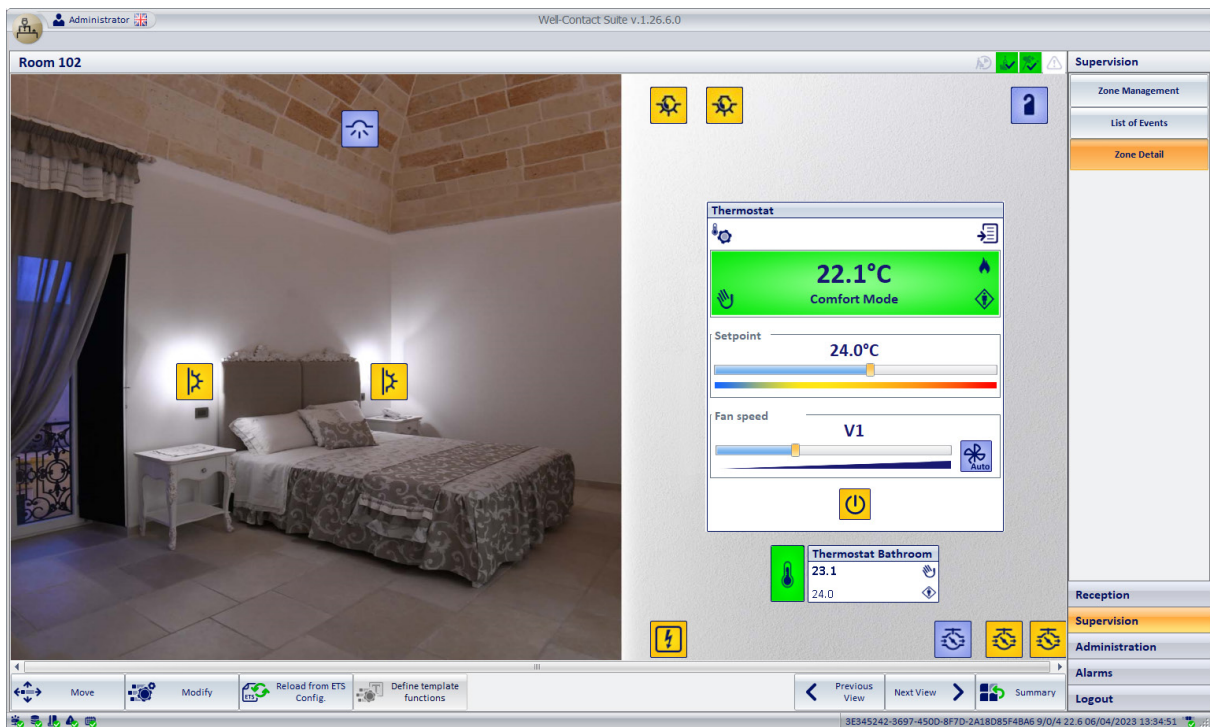 Administrator
Well-Contact Suite v.1.26.6.0
Room 102
Supervision
Zone Management
List of Events
Zone Detail
Thermostat
22.1°C
Comfort Mode
Setpoint
24.0°C
Fan speed
V1
Auto
Thermostat Bathroom
23.1
24.0
Reception
Supervision
Administration
Alarms
Logout
Move
Modify
ETS
Reload from ETS
Config.
Define template
functions
Previous
View
Next View
Summary
3E345242-3697-450D-8F7D-2A18D85F4BA6 9/0/4 22.6 06/04/2023 13:34:51